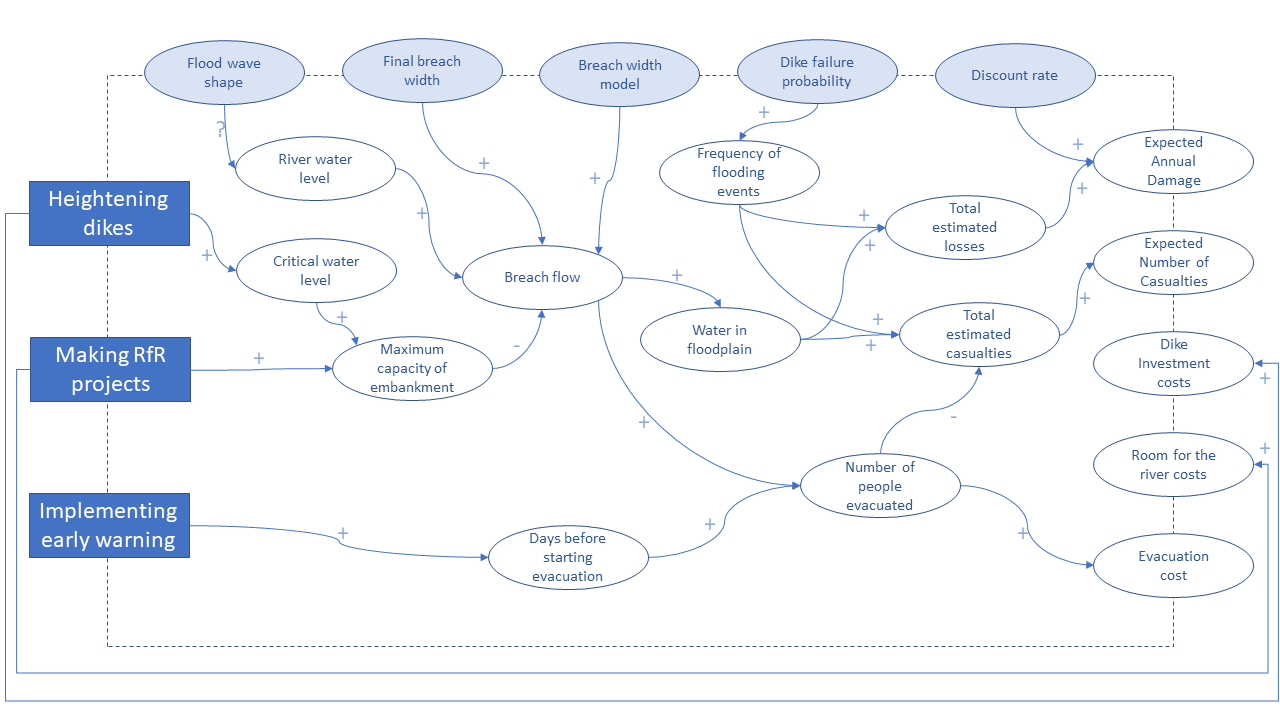 Flood wave
shape
Final breach
width
Breach width
model
Dike failure
probability
Discount rate
?
+
+
+
+
River water
level
Frequency of
flooding
events
Expected
Annual
Damage
Heightening
dikes
+
+
+
+
Total
estimated
losses
+
+
Critical water
level
Breach flow
+
Expected
Number of
Casualties
+
+
Water in
floodplain
+
+
Total
estimated
casualties
Making RfR
projects
+
Maximum
capacity of
embankment
-
Dike
Investment
costs
+
+
-
Number of
people
evacuated
Room for the
river costs
+
Implementing
early warning
+
+
+
Days before
starting
evacuation
Evacuation
cost